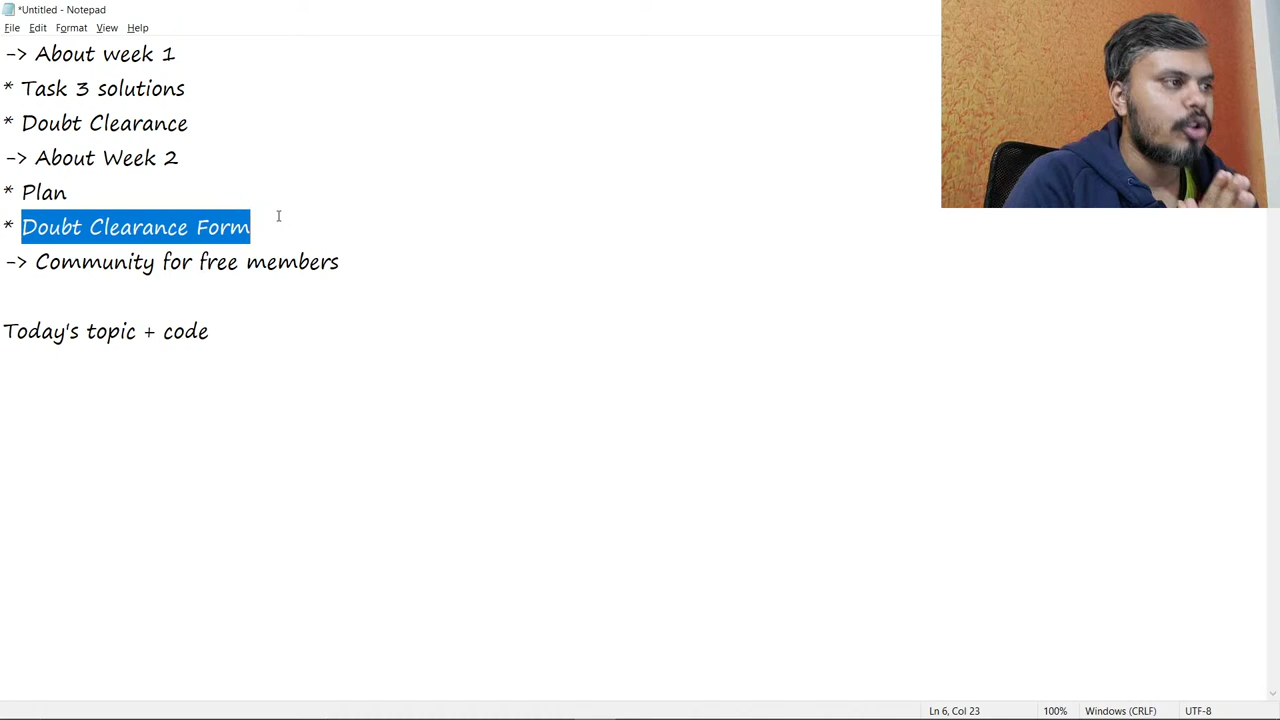 *Untitled - Notepad
File Edit Format View Help
-> About week 1
* Task 3 solutions
* Doubt Clearance
-> About Week 2
* Plan
* Doubt Clearance Form
-> Community for free members
Today's topic + code
Ln 6, Col 23 100% Windows (CRLF) UTF-8